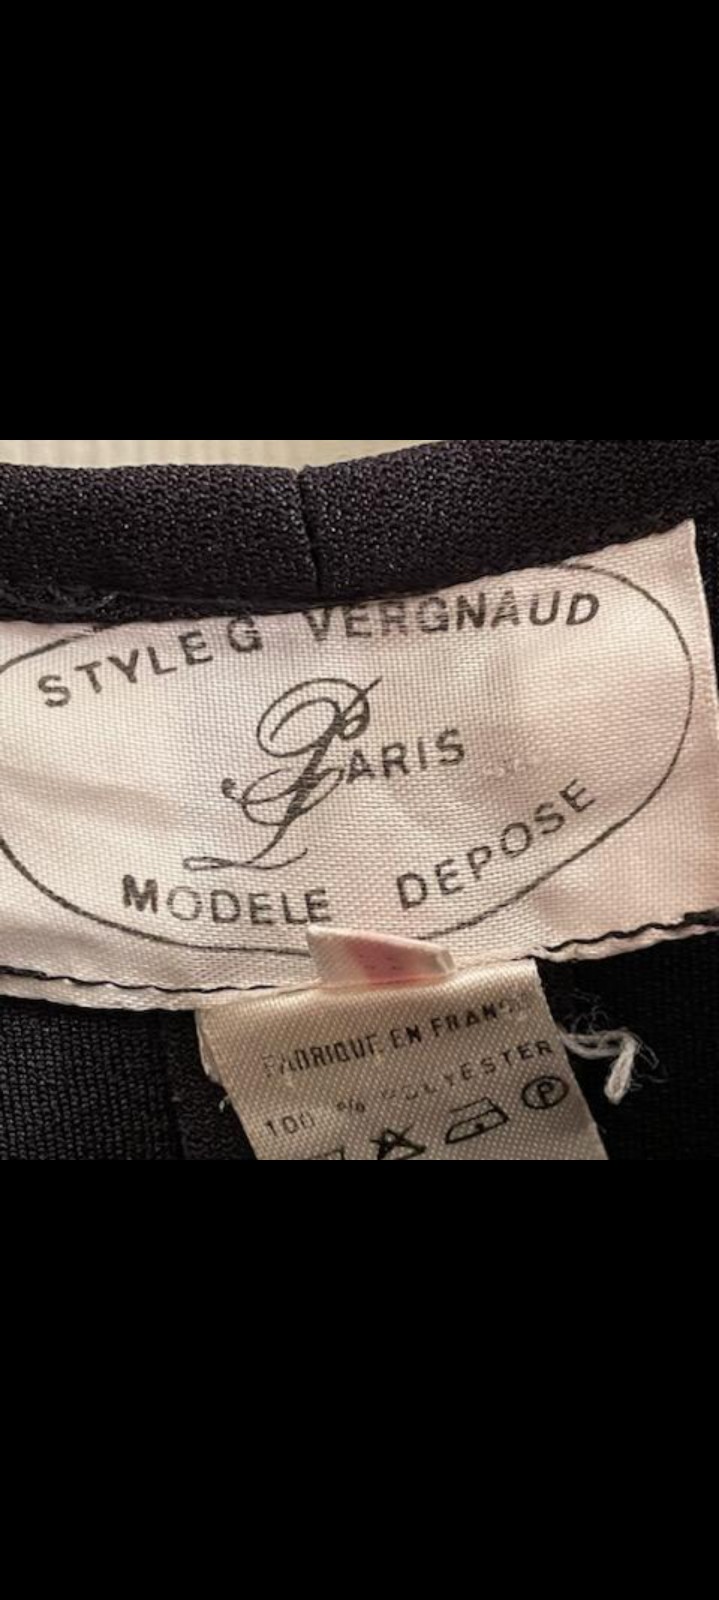 STYLE G VERGNAUD
PARIS
MODELE DEPOSE
FABRIQUE EN FRANCE
100 % POLYESTER
P